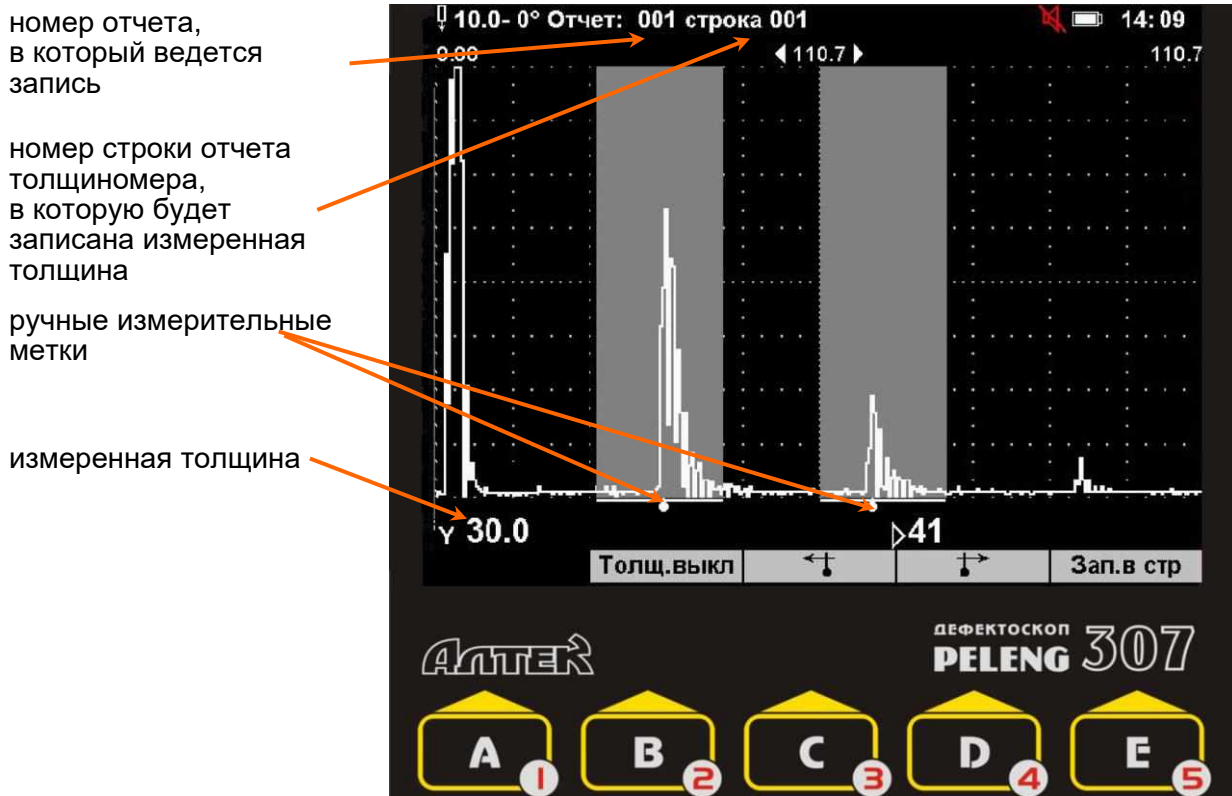 номер отчета,
в который ведется
запись
номер строки отчета
толщиномера,
в которую будет
записана измеренная
толщина
ручные измерительные
метки
измеренная толщина
10.0- 0° Отчет: 001 строка 001 14:09
0.00 110.7 110.7
Y 30.0 41
Толщ.выкл Зап.в стр
АЛТЕК
ДЕФЕКТОСКОП
PELENG 307
A 1 B 2 C 3 D 4 E 5